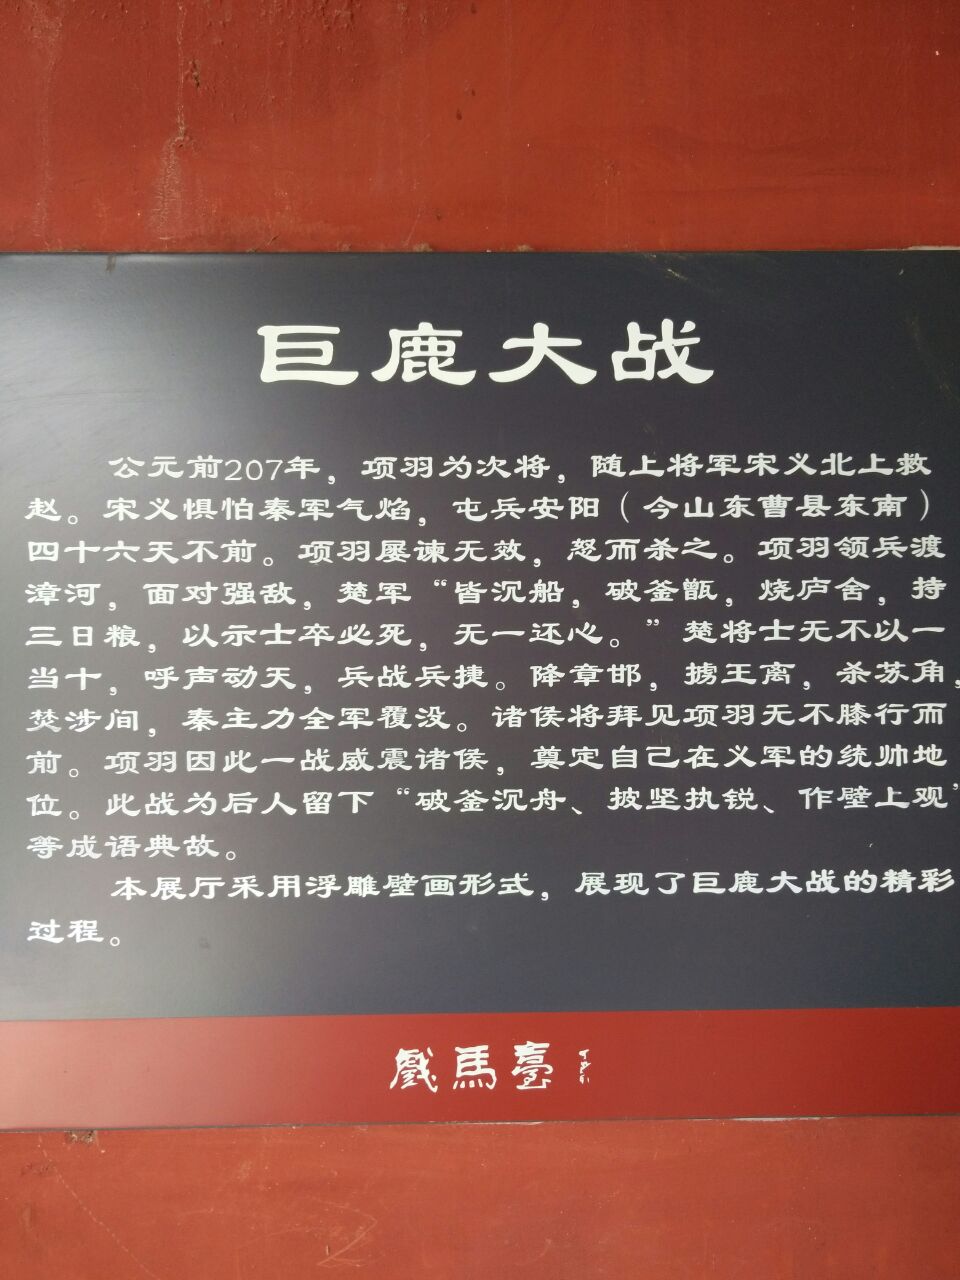 巨鹿大战
公元前207年，项羽为次将，随上将军宋义北上救
赵。宋义惧怕秦军气焰，屯兵安阳（今山东曹县东南）
四十六天不前。项羽屡谏无效，怒而杀之。项羽领兵渡
漳河，面对强敌，楚军“皆沉船，破釜甑，烧庐舍，持
三日粮，以示士卒必死，无一还心。”楚将士无不以一
当十，呼声动天，兵战兵捷。降章邯，掳王离，杀苏角，
焚涉间，秦主力全军覆没。诸侯将拜见项羽无不膝行而
前。项羽因此一战威震诸侯，奠定自己在义军的统帅地
位。此战为后人留下“破釜沉舟、披坚执锐、作壁上观”
等成语典故。
本展厅采用浮雕壁画形式，展现了巨鹿大战的精彩
过程。
戲馬臺